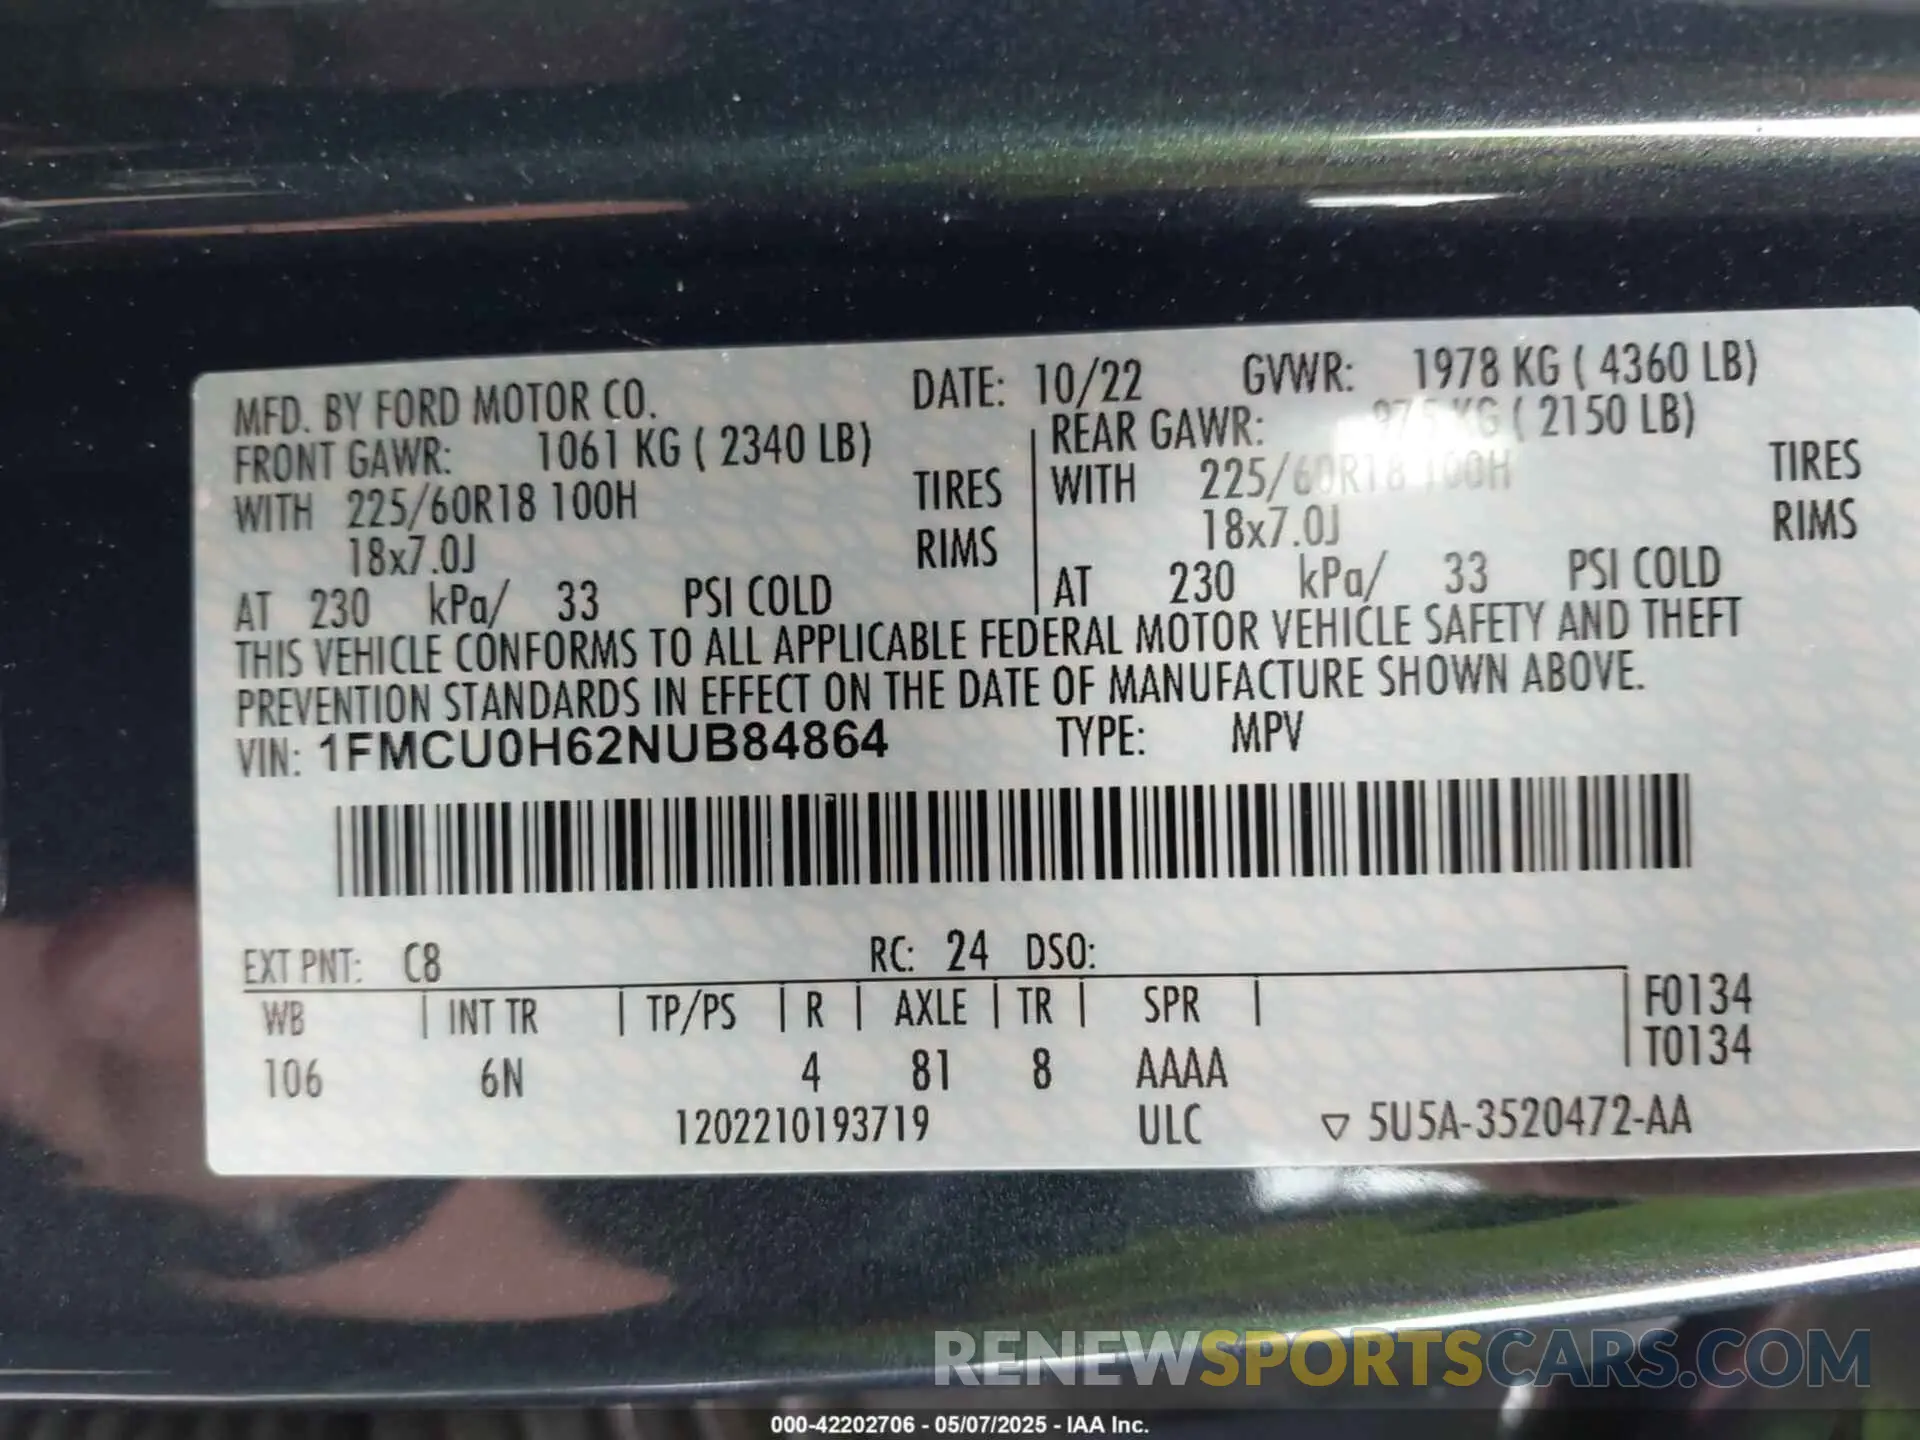 MFD. BY FORD MOTOR CO. DATE: 10/22 GVWR: 1978 KG ( 4360 LB)
FRONT GAWR: 1061 KG ( 2340 LB) REAR GAWR: 975 KG ( 2150 LB)
WITH 225/60R18 100H TIRES WITH 225/60R18 100H TIRES
18x7.0J RIMS 18x7.0J RIMS
AT 230 kPa/ 33 PSI COLD AT 230 kPa/ 33 PSI COLD
THIS VEHICLE CONFORMS TO ALL APPLICABLE FEDERAL MOTOR VEHICLE SAFETY AND THEFT
PREVENTION STANDARDS IN EFFECT ON THE DATE OF MANUFACTURE SHOWN ABOVE.
VIN: 1FMCU0H62NUB84864 TYPE: MPV
EXT PNT: C8 RC: 24 DSO:
WB | INT TR | TP/PS | R | AXLE | TR | SPR | F0134
T0134
106 6N 4 81 8 AAAA
1202210193719 ULC ▽ 5U5A-3520472-AA
RENEWSPORTSCARS.COM
000-42202706 - 05/07/2025 - IAA Inc.